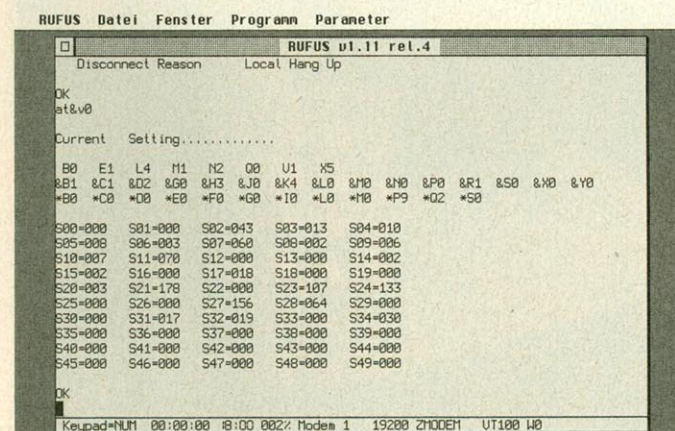 RUFUS Datei Fenster Programm Parameter
RUFUS v1.11 rel.4
Disconnect Reason Local Hang Up
OK
at&v0
Current Setting.............
B0 E1 L4 M1 N2 Q0 V1 X5
&B1 &C1 &D2 &G0 &H3 &J0 &K4 &L0 &M0 &N0 &P0 &R1 &S0 &X0 &Y0
*B0 *C0 *D0 *E0 *F0 *G0 *I0 *L0 *M0 *P9 *Q2 *S0
S00=000 S01=000 S02=043 S03=013 S04=010
S05=008 S06=003 S07=060 S08=002 S09=006
S10=007 S11=070 S12=000 S13=000 S14=002
S15=002 S16=000 S17=018 S18=000 S19=000
S20=003 S21=178 S22=000 S23=107 S24=133
S25=000 S26=000 S27=156 S28=064 S29=000
S30=000 S31=017 S32=019 S33=000 S34=030
S35=000 S36=000 S37=000 S38=000 S39=000
S40=000 S41=000 S42=000 S43=000 S44=000
S45=000 S46=000 S47=000 S48=000 S49=000
OK
Keypad=NUM 00:00:00 002% Modem 1 19200 ZMODEM VT100 W0